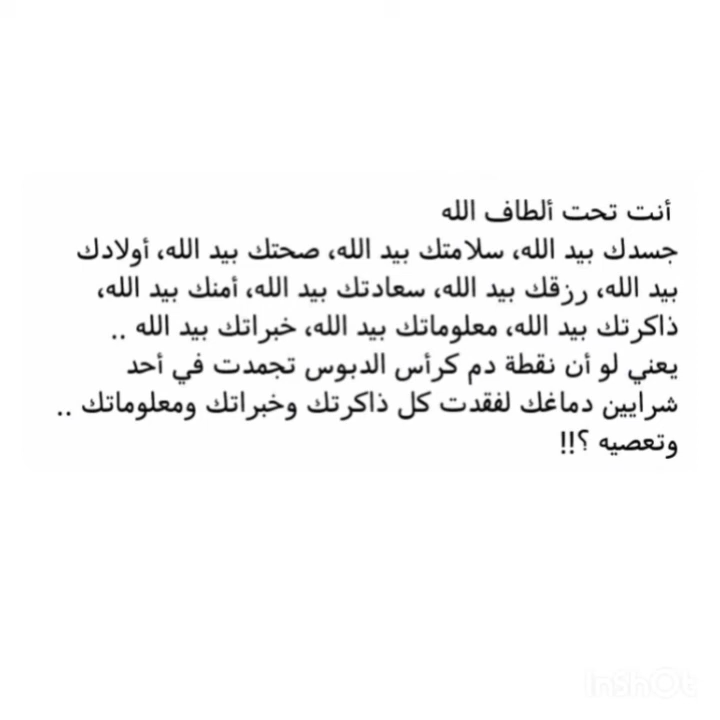 أنت تحت ألطاف الله
جسدك بيد الله، سلامتك بيد الله، صحتك بيد الله، أولادك
بيد الله، رزقك بيد الله، سعادتك بيد الله، أمنك بيد الله،
ذاكرتك بيد الله، معلوماتك بيد الله، خبراتك بيد الله ..
يعني لو أن نقطة دم كرأس الدبوس تجمدت في أحد
شرايين دماغك لفقدت كل ذاكرتك وخبراتك ومعلوماتك ..
وتعصيه ؟!!
InShOt